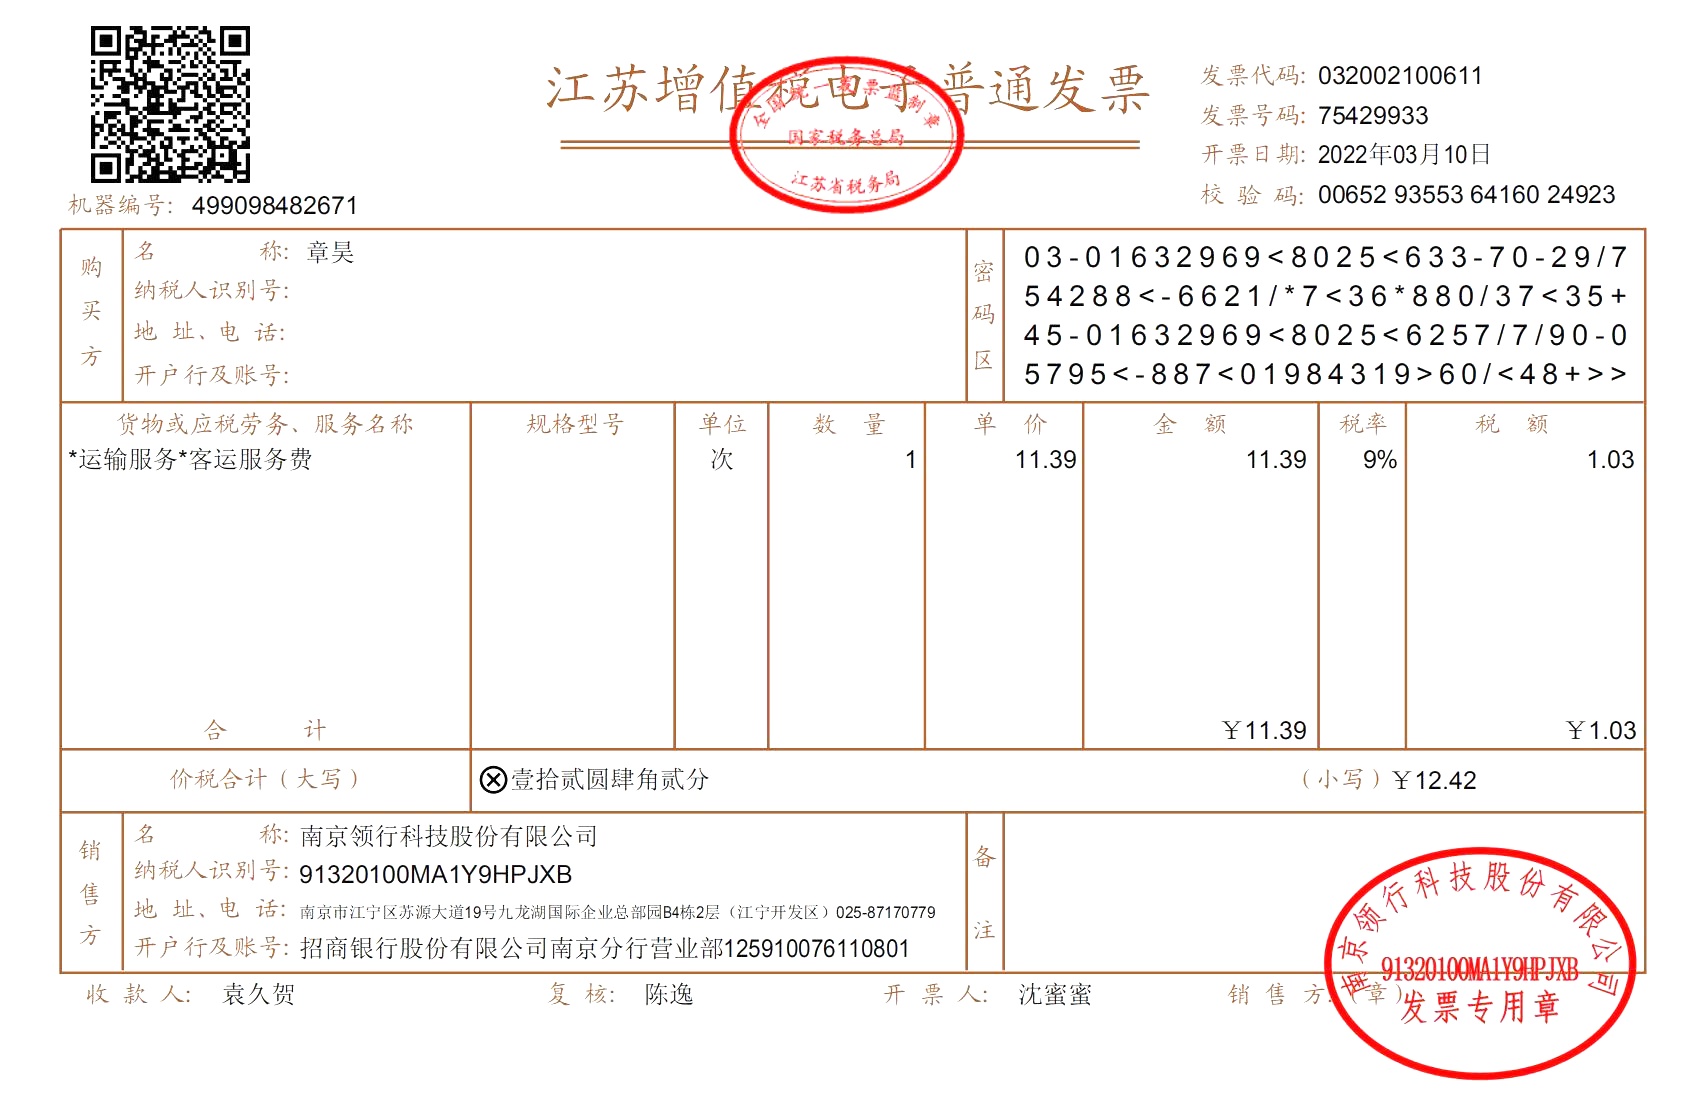 江苏增值税电子普通发票
全国统一发票监制章
国家税务总局
江苏省税务局
发票代码: 032002100611
发票号码: 75429933
开票日期: 2022年03月10日
校 验 码: 00652 93553 64160 24923
机器编号: 499098482671
购买方
名 称: 章昊
纳税人识别号:
地 址、电 话:
开户行及账号:
密码区
03-01632969<8025<633-70-29/7
54288<-6621/*7<36*880/37<35+
45-01632969<8025<6257/7/90-0
5795<-887<01984319>60/<48+>>
货物或应税劳务、服务名称 规格型号 单位 数 量 单 价 金 额 税率 税 额
*运输服务*客运服务费 次 1 11.39 11.39 9% 1.03
合 计 ￥11.39 ￥1.03
价税合计（大写） ⊗壹拾贰圆肆角贰分 （小写）￥12.42
销售方
名 称: 南京领行科技股份有限公司
纳税人识别号: 91320100MA1Y9HPJXB
地 址、电 话: 南京市江宁区苏源大道19号九龙湖国际企业总部园B4栋2层（江宁开发区）025-87170779
开户行及账号: 招商银行股份有限公司南京分行营业部125910076110801
备注
收 款 人: 袁久贺 复 核: 陈逸 开 票 人: 沈蜜蜜 销 售 方:（章）
南京领行科技股份有限公司
91320100MA1Y9HPJXB
发票专用章